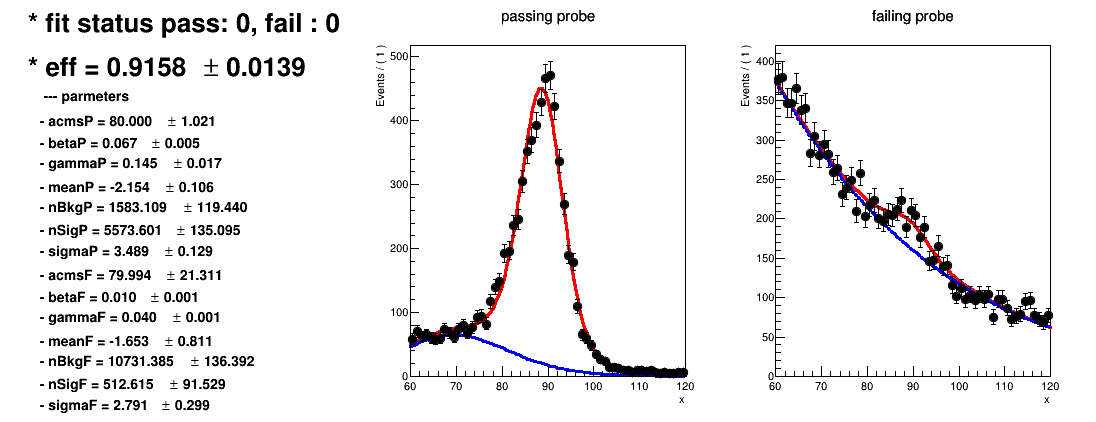 * fit status pass: 0, fail : 0
* eff = 0.9158 ± 0.0139
--- parmeters
- acmsP = 80.000 ± 1.021
- betaP = 0.067 ± 0.005
- gammaP = 0.145 ± 0.017
- meanP = -2.154 ± 0.106
- nBkgP = 1583.109 ± 119.440
- nSigP = 5573.601 ± 135.095
- sigmaP = 3.489 ± 0.129
- acmsF = 79.994 ± 21.311
- betaF = 0.010 ± 0.001
- gammaF = 0.040 ± 0.001
- meanF = -1.653 ± 0.811
- nBkgF = 10731.385 ± 136.392
- nSigF = 512.615 ± 91.529
- sigmaF = 2.791 ± 0.299
passing probe
Events / ( 1 )
500
400
300
200
100
0
60 70 80 90 100 110 120
x
failing probe
Events / ( 1 )
400
350
300
250
200
150
100
50
0
60 70 80 90 100 110 120
x